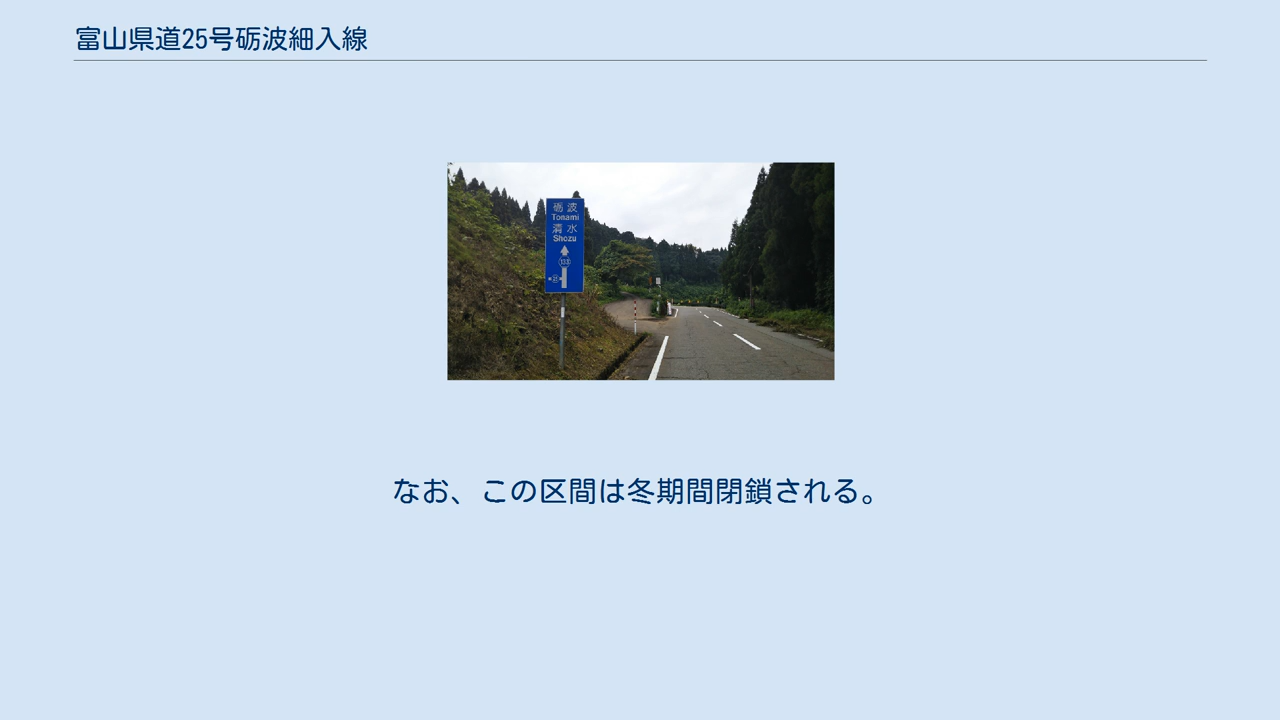 富山県道25号砺波細入線
砺波
Tonami
清水
Shozu
なお、この区間は冬期間閉鎖される。